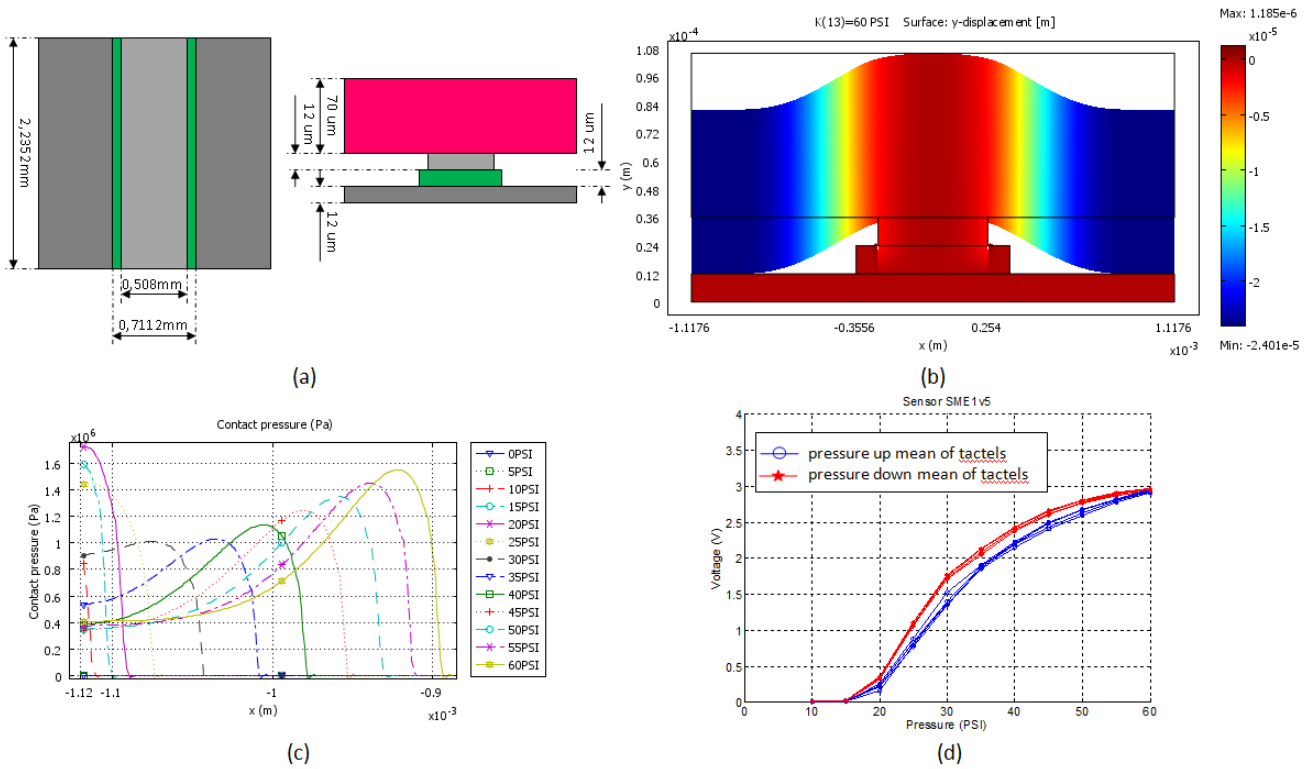 2,2352mm
0,508mm
0,7112mm
12 um
70 um
12 um
12 um
(a)
K(13)=60 PSI Surface: y-displacement [m]
x10⁻⁴
1.08
0.96
0.84
0.72
0.6
0.48
0.36
0.24
0.12
0
y (m)
-1.1176
-0.3556
0.254
1.1176
x (m)
x10⁻³
Max: 1.185e-6
x10⁻⁵
0
-0.5
-1
-1.5
-2
Min: -2.401e-5
(b)
Contact pressure (Pa)
x10⁶
1.6
1.4
1.2
1
0.8
0.6
0.4
0.2
0
Contact pressure (Pa)
-1.12
-1.1
-1
-0.9
x (m)
x10⁻³
0PSI
5PSI
10PSI
15PSI
20PSI
25PSI
30PSI
35PSI
40PSI
45PSI
50PSI
55PSI
60PSI
(c)
Sensor SME1v5
4
3.5
3
2.5
2
1.5
1
0.5
0
Voltage (V)
pressure up mean of tactels
pressure down mean of tactels
0
10
20
30
40
50
60
Pressure (PSI)
(d)